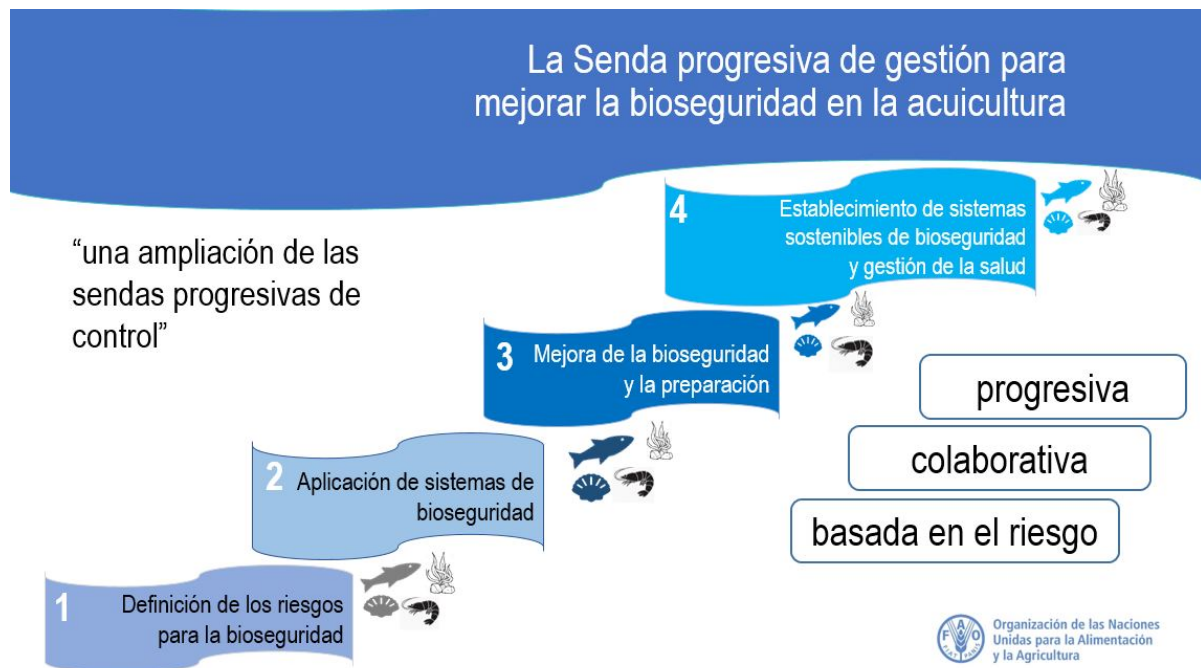 La Senda progresiva de gestión para
mejorar la bioseguridad en la acuicultura
“una ampliación de las
sendas progresivas de
control”
4
Establecimiento de sistemas
sostenibles de bioseguridad
y gestión de la salud
3
Mejora de la bioseguridad
y la preparación
2
Aplicación de sistemas de
bioseguridad
1
Definición de los riesgos
para la bioseguridad
progresiva
colaborativa
basada en el riesgo
F A O
FIAT PANIS
Organización de las Naciones
Unidas para la Alimentación
y la Agricultura